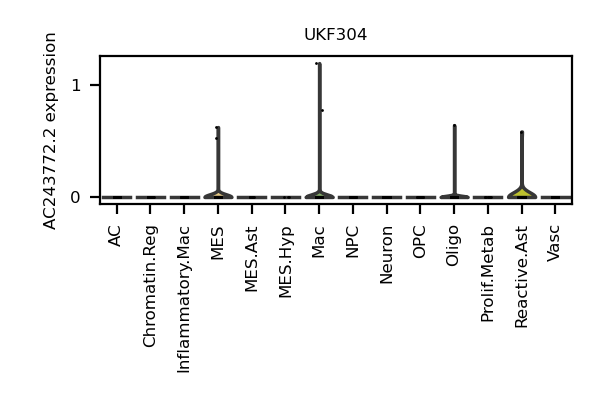 UKF304
AC243772.2 expression
1
0
AC
Chromatin.Reg
Inflammatory.Mac
MES
MES.Ast
MES.Hyp
Mac
NPC
Neuron
OPC
Oligo
Prolif.Metab
Reactive.Ast
Vasc